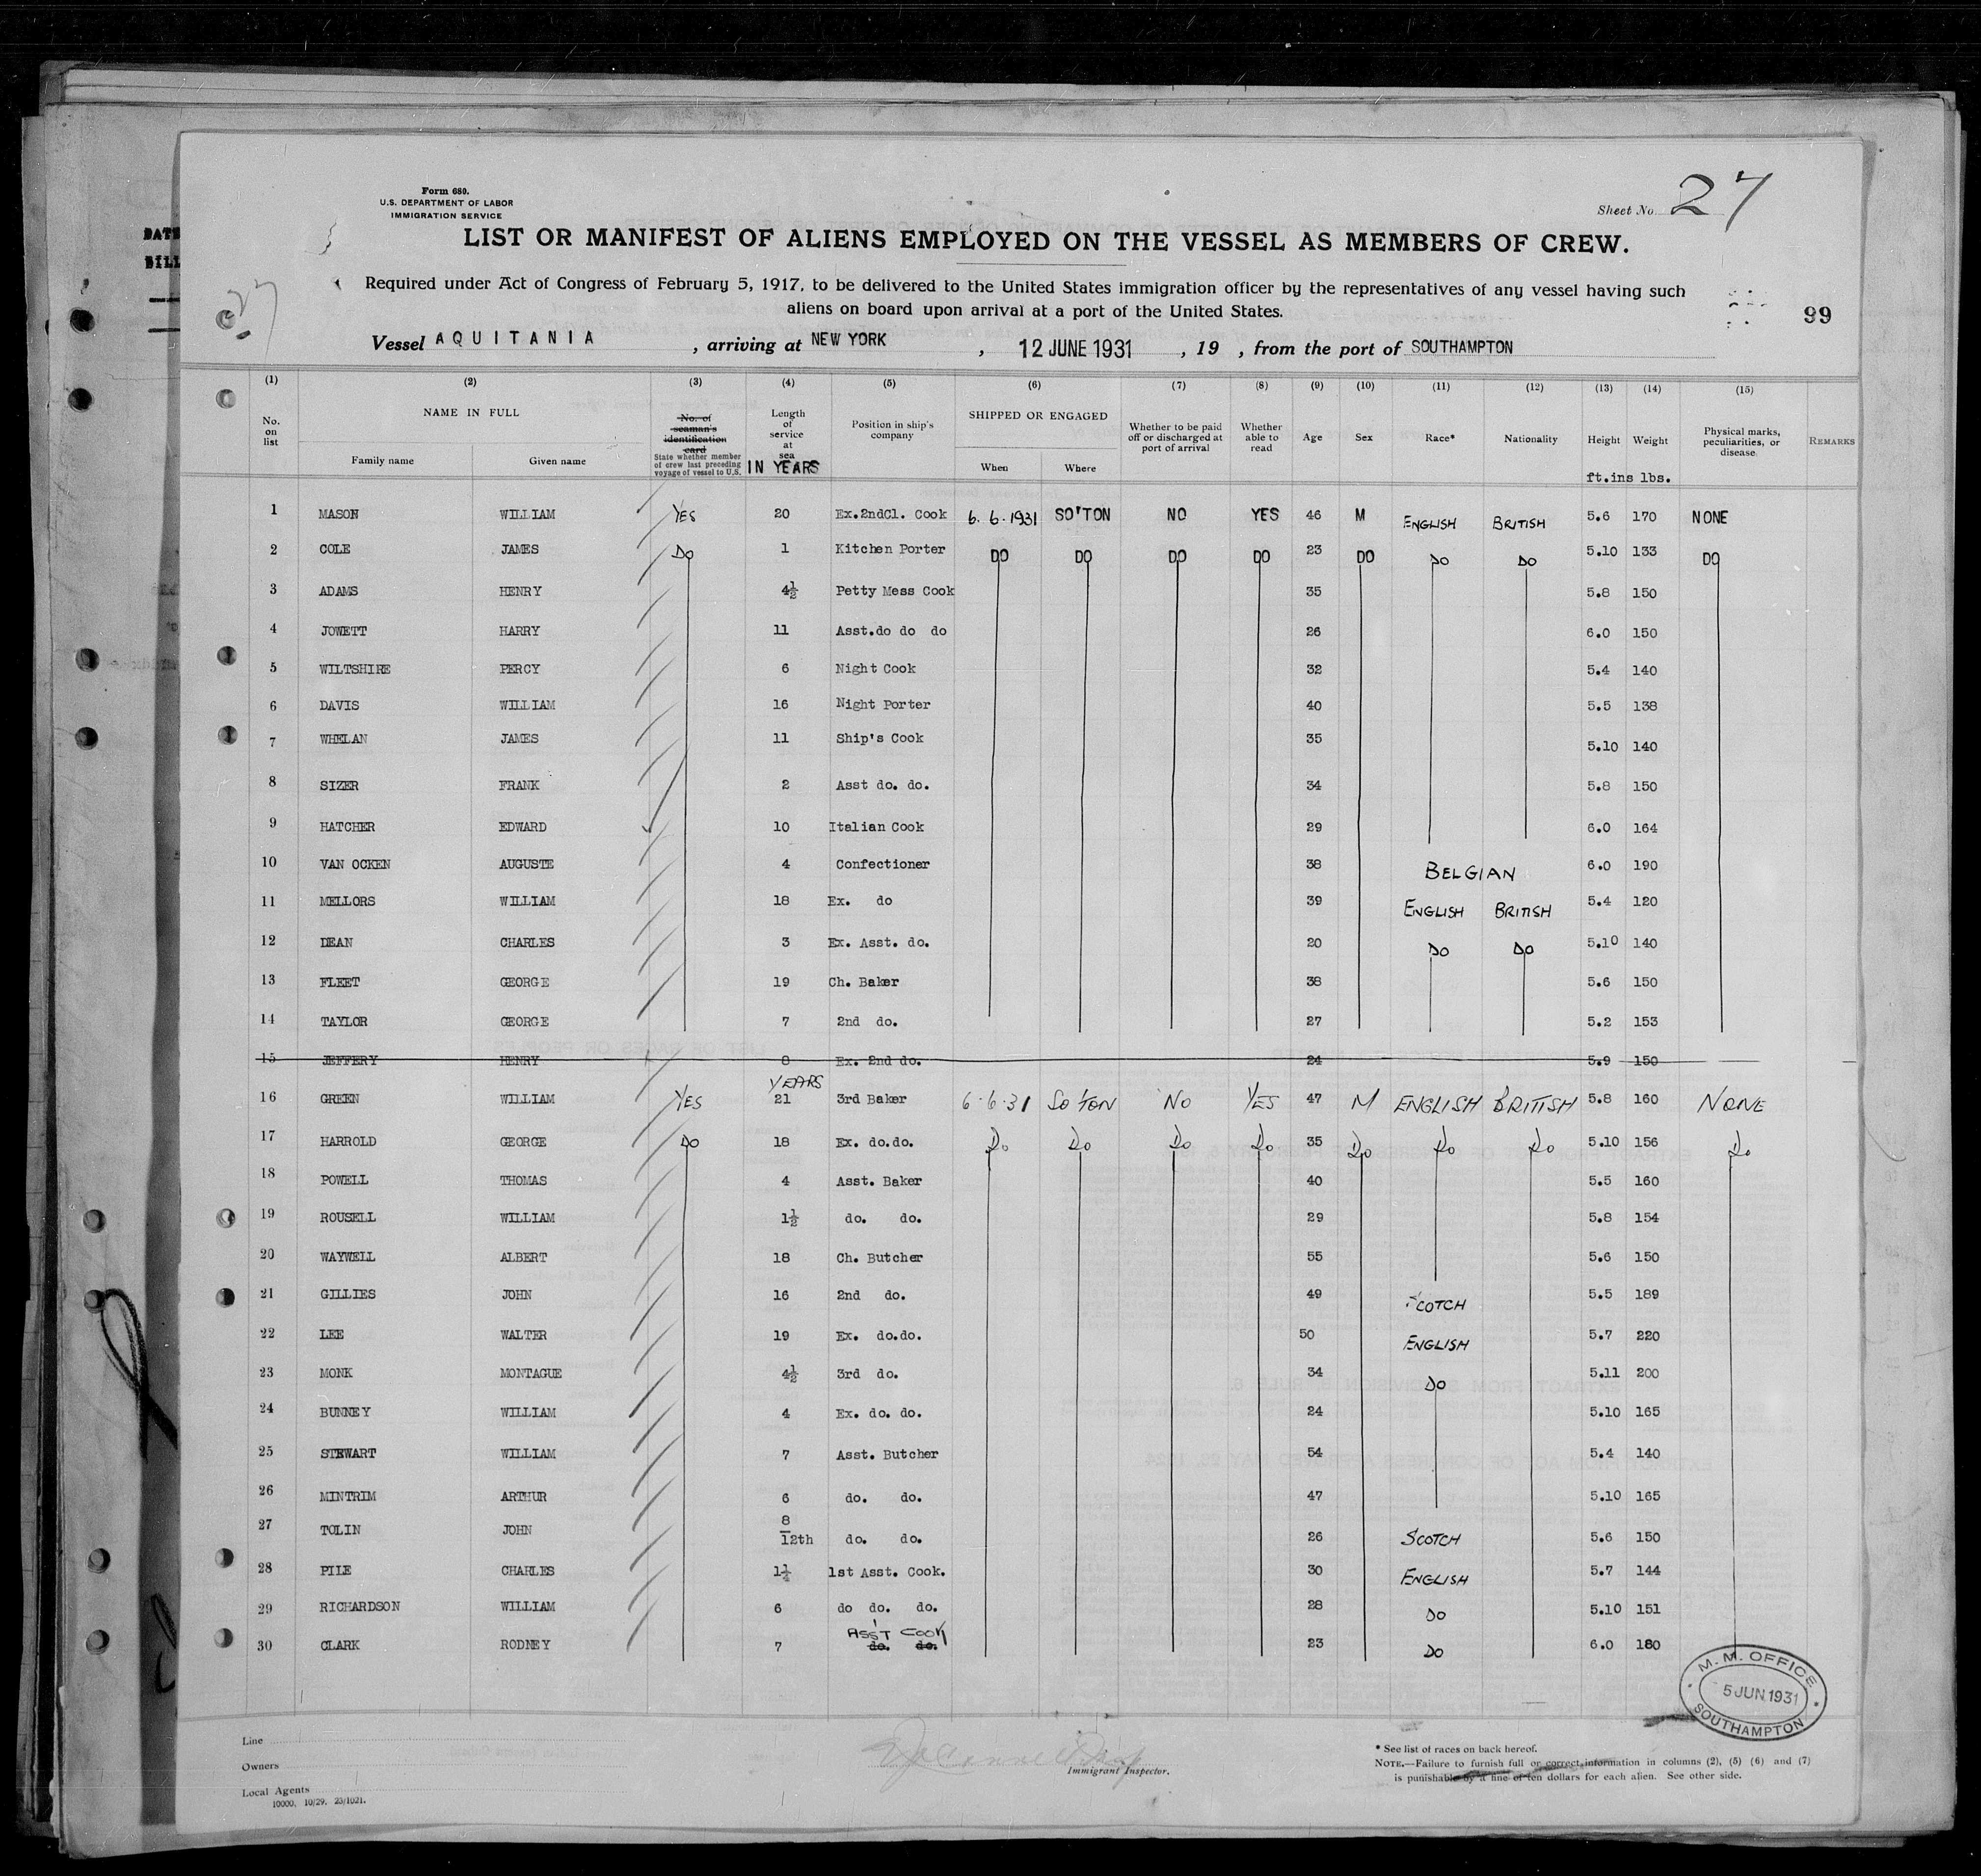 Form 680.
U.S. DEPARTMENT OF LABOR
IMMIGRATION SERVICE
Sheet No. 27
LIST OR MANIFEST OF ALIENS EMPLOYED ON THE VESSEL AS MEMBERS OF CREW.
Required under Act of Congress of February 5, 1917, to be delivered to the United States immigration officer by the representatives of any vessel having such
aliens on board upon arrival at a port of the United States.
27
99
DATE
BILL
Vessel AQUITANIA, arriving at NEW YORK, 12 JUNE 1931, 19 , from the port of SOUTHAMPTON
(1) (2) (3) (4) (5) (6) (7) (8) (9) (10) (11) (12) (13) (14) (15)
No. on list
NAME IN FULL
Family name Given name
No. of seaman's identification card
State whether member of crew last preceding voyage of vessel to U.S.
Length of service at sea
IN YEARS
Position in ship's company
SHIPPED OR ENGAGED
When Where
Whether to be paid off or discharged at port of arrival
Whether able to read
Age
Sex
Race*
Nationality
Height
ft.ins
Weight
lbs.
Physical marks, peculiarities, or disease
REMARKS
1 MASON WILLIAM YES 20 Ex.2ndCl. Cook 6.6.1931 SO'TON NO YES 46 M ENGLISH BRITISH 5.6 170 NONE
2 COLE JAMES DO 1 Kitchen Porter DO DO DO DO 23 DO DO DO 5.10 133 DO
3 ADAMS HENRY 4½ Petty Mess Cook 35 5.8 150
4 JOWETT HARRY 11 Asst.do do do 26 6.0 150
5 WILTSHIRE PERCY 6 Night Cook 32 5.4 140
6 DAVIS WILLIAM 16 Night Porter 40 5.5 138
7 WHELAN JAMES 11 Ship's Cook 35 5.10 140
8 SIZER FRANK 2 Asst do. do. 34 5.8 150
9 HATCHER EDWARD 10 Italian Cook 29 6.0 164
10 VAN OCKEN AUGUSTE 4 Confectioner 38 BELGIAN 6.0 190
11 MELLORS WILLIAM 18 Ex. do 39 ENGLISH BRITISH 5.4 120
12 DEAN CHARLES 3 Ex. Asst. do. 20 DO DO 5.10 140
13 FLEET GEORGE 19 Ch. Baker 38 5.6 150
14 TAYLOR GEORGE 7 2nd do. 27 5.2 153
15 JEFFERY HENRY 8 Ex. 2nd do. 24 5.9 150
16 GREEN WILLIAM YES YEARS 21 3rd Baker 6.6.31 SO'TON NO YES 47 M ENGLISH BRITISH 5.8 160 NONE
17 HARROLD GEORGE DO 18 Ex. do.do. Do Do Do Do 35 Do Do Do 5.10 156 Do
18 POWELL THOMAS 4 Asst. Baker 40 5.5 160
19 ROUSELL WILLIAM 1½ do. do. 29 5.8 154
20 WAYWELL ALBERT 18 Ch. Butcher 55 5.6 150
21 GILLIES JOHN 16 2nd do. 49 SCOTCH 5.5 189
22 LEE WALTER 19 Ex. do.do. 50 ENGLISH 5.7 220
23 MONK MONTAGUE 4½ 3rd do. 34 DO 5.11 200
24 BUNNEY WILLIAM 4 Ex. do. do. 24 5.10 165
25 STEWART WILLIAM 7 Asst. Butcher 54 5.4 140
26 MINTRIM ARTHUR 6 do. do. 47 5.10 165
27 TOLIN JOHN 8/12th do. do. 26 SCOTCH 5.6 150
28 PILE CHARLES 1¼ 1st Asst. Cook. 30 ENGLISH 5.7 144
29 RICHARDSON WILLIAM 6 do do. do. 28 DO 5.10 151
30 CLARK RODNEY 7 do. do. ASS'T COOK 23 DO 6.0 180
M. M. OFFICE
5 JUN.1931
SOUTHAMPTON
Line
Owners
Local Agents
10000, 10/29. 23/1021.
Immigrant Inspector.
* See list of races on back hereof.
NOTE.—Failure to furnish full or correct information in columns (2), (5) (6) and (7)
is punishable by a fine of ten dollars for each alien. See other side.